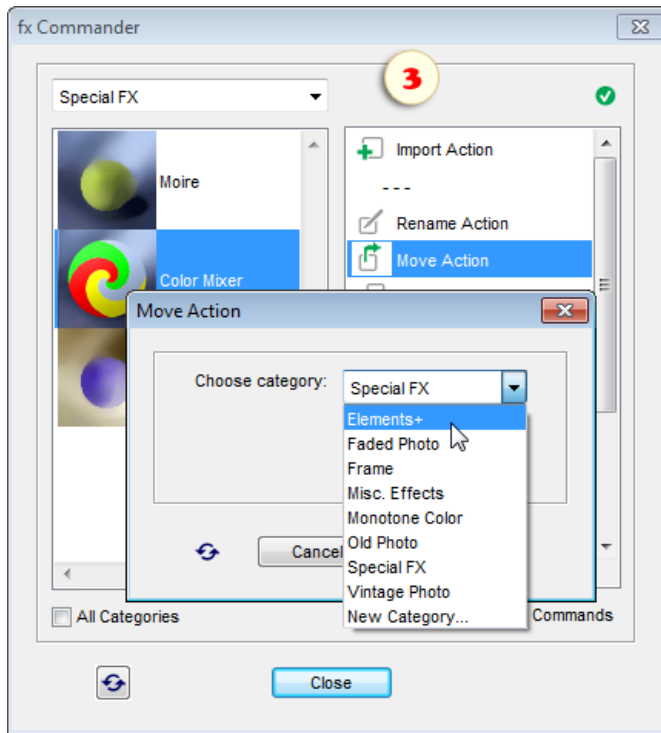 fx Commander
3
Special FX
Moire
Color Mixer
Import Action
---
Rename Action
Move Action
Move Action
Choose category:
Special FX
Elements+
Faded Photo
Frame
Misc. Effects
Monotone Color
Old Photo
Special FX
Vintage Photo
New Category...
Cancel
All Categories
Commands
Close